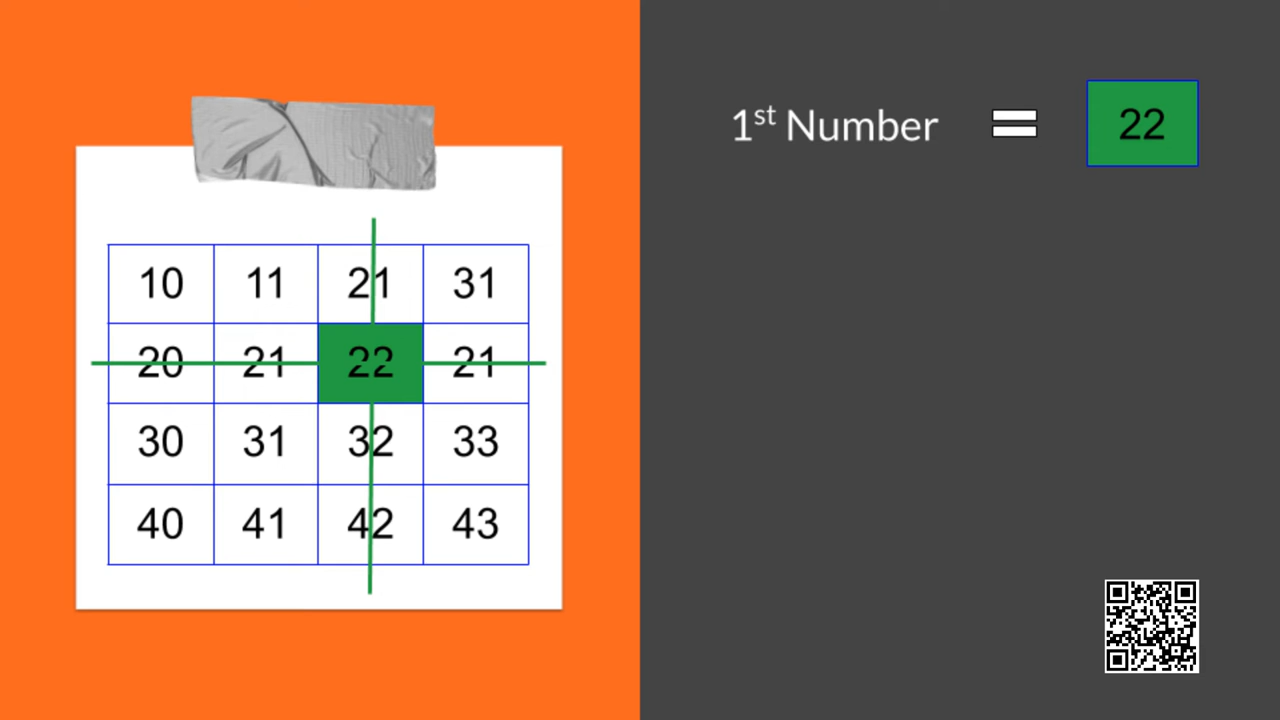 1st Number = 22
10 11 21 31
20 21 22 21
30 31 32 33
40 41 42 43